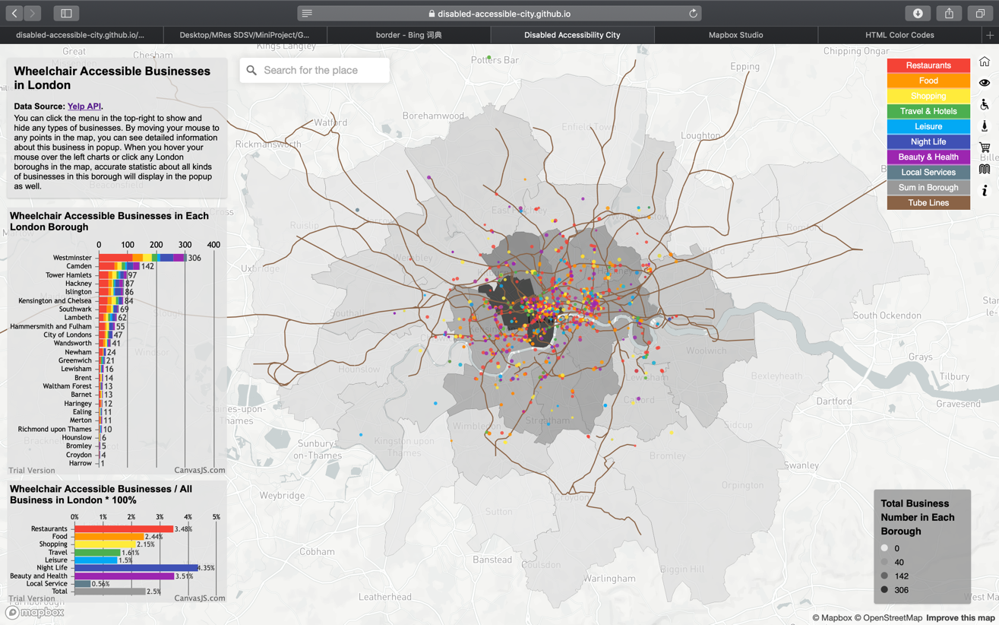 disabled-accessible-city.github.io
disabled-accessible-city.github.io/...
Desktop/MRes SDSV/MiniProject/G...
border - Bing 词典
Disabled Accessibility City
Mapbox Studio
HTML Color Codes
Wheelchair Accessible Businesses
in London
Data Source: Yelp API.
You can click the menu in the top-right to show and
hide any types of businesses. By moving your mouse to
any points in the map, you can see detailed information
about this business in popup. When you hover your
mouse over the left charts or click any London
boroughs in the map, accurate statistic about all kinds
of businesses in this borough will display in the popup
as well.
Wheelchair Accessible Businesses in Each
London Borough
0 100 200 300 400
Westminster 306
Camden 142
Tower Hamlets 97
Hackney 87
Islington 86
Kensington and Chelsea 84
Southwark 69
Lambeth 62
Hammersmith and Fulham 55
City of Londons 47
Wandsworth 41
Newham 24
Greenwich 21
Lewisham 16
Brent 14
Waltham Forest 13
Barnet 13
Haringey 12
Ealing 11
Merton 11
Richmond upon Thames 10
Hounslow 6
Bromley 5
Croydon 4
Harrow 1
Trial Version
CanvasJS.com
Wheelchair Accessible Businesses / All
Business in London * 100%
0% 1% 2% 3% 4% 5%
Restaurants 3.48%
Food 2.44%
Shopping 2.15%
Travel 1.61%
Leisure 1.5%
Night Life 4.35%
Beauty and Health 3.51%
Local Service 0.56%
Total 2.5%
Trial Version
CanvasJS.com
mapbox
Search for the place
Restaurants
Food
Shopping
Travel & Hotels
Leisure
Night Life
Beauty & Health
Local Services
Sum in Borough
Tube Lines
Great
Chesham
Kings Langley
Potters Bar
Epping
Chipping Ongar
Watford
Borehamwood
Enfield Town
Loughton
Rickmansworth
Beaconsfield
Ruislip
East Finchley
Romford
Uxbridge
Wembley
Hackney
Slough
Southall
South Ockendon
Windsor
Woolwich
Grays
Hounslow
Bexleyheath
Tilbury
Lewisham
Dartford
Gravesend
Catford
Staines-upon-
Thames
Wimbledon
Streatham
Sidcup
Bracknell
Sunbury-
on-Thames
Kingston upon
Thames
Bromley
Swanley
Weybridge
Croydon
Orpington
Sutton
Cobham
Banstead
Coulsdon
Biggin Hill
Warlingham
Leatherhead
Total Business
Number in Each
Borough
0
40
142
306
© Mapbox © OpenStreetMap Improve this map